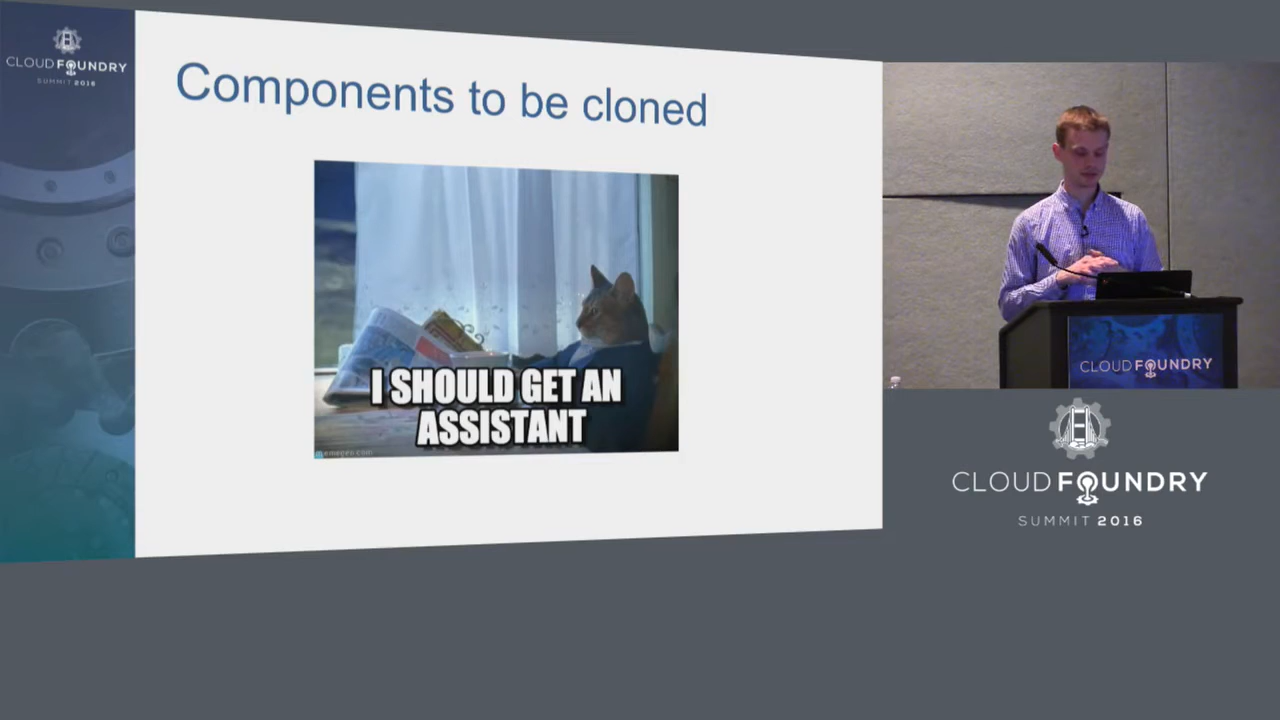 CLOUD FOUNDRY
SUMMIT 2016
Components to be cloned
I SHOULD GET AN
ASSISTANT
CLOUD FOUNDRY
CLOUD FOUNDRY
SUMMIT 2016